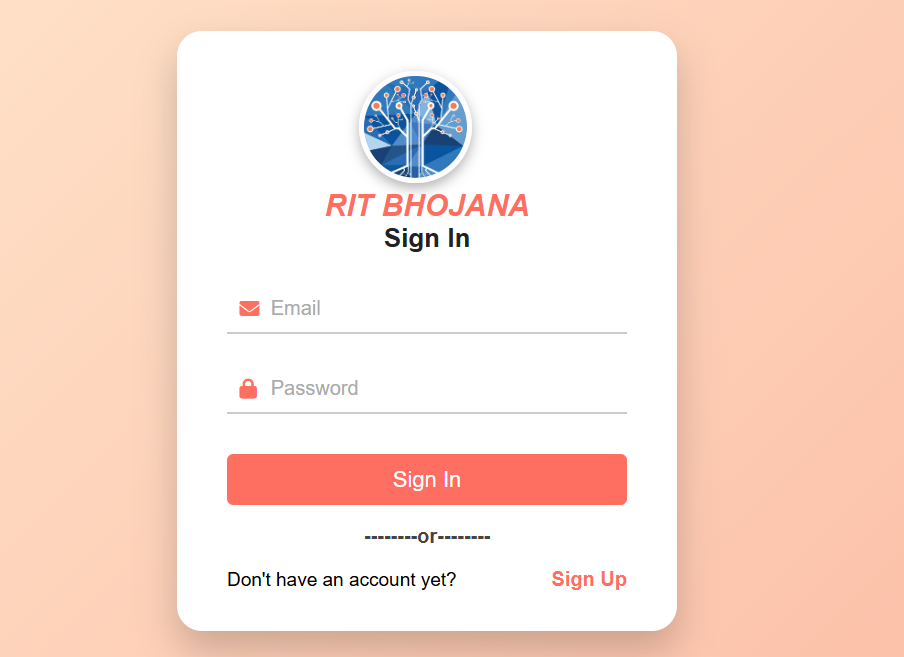 RIT BHOJANA
Sign In
Email
Password
Sign In
--------or--------
Don't have an account yet? Sign Up